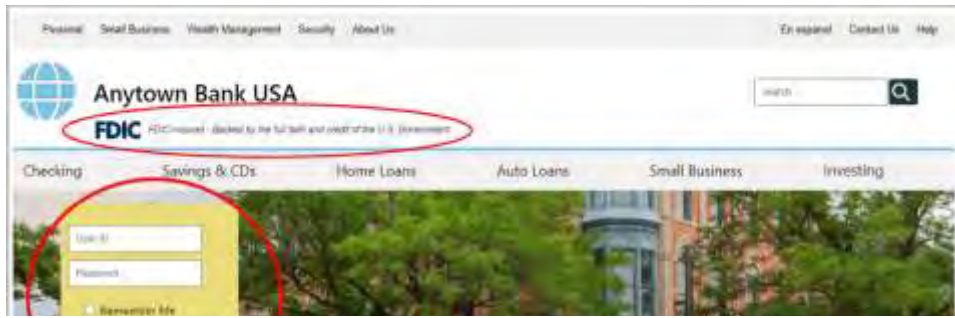 Personal Small Business Wealth Management Security About Us En espanol Contact Us Help
Anytown Bank USA
search
FDIC FDIC-Insured - Backed by the full faith and credit of the U.S. Government
Checking Savings & CDs Home Loans Auto Loans Small Business Investing
User ID
Password
Remember Me